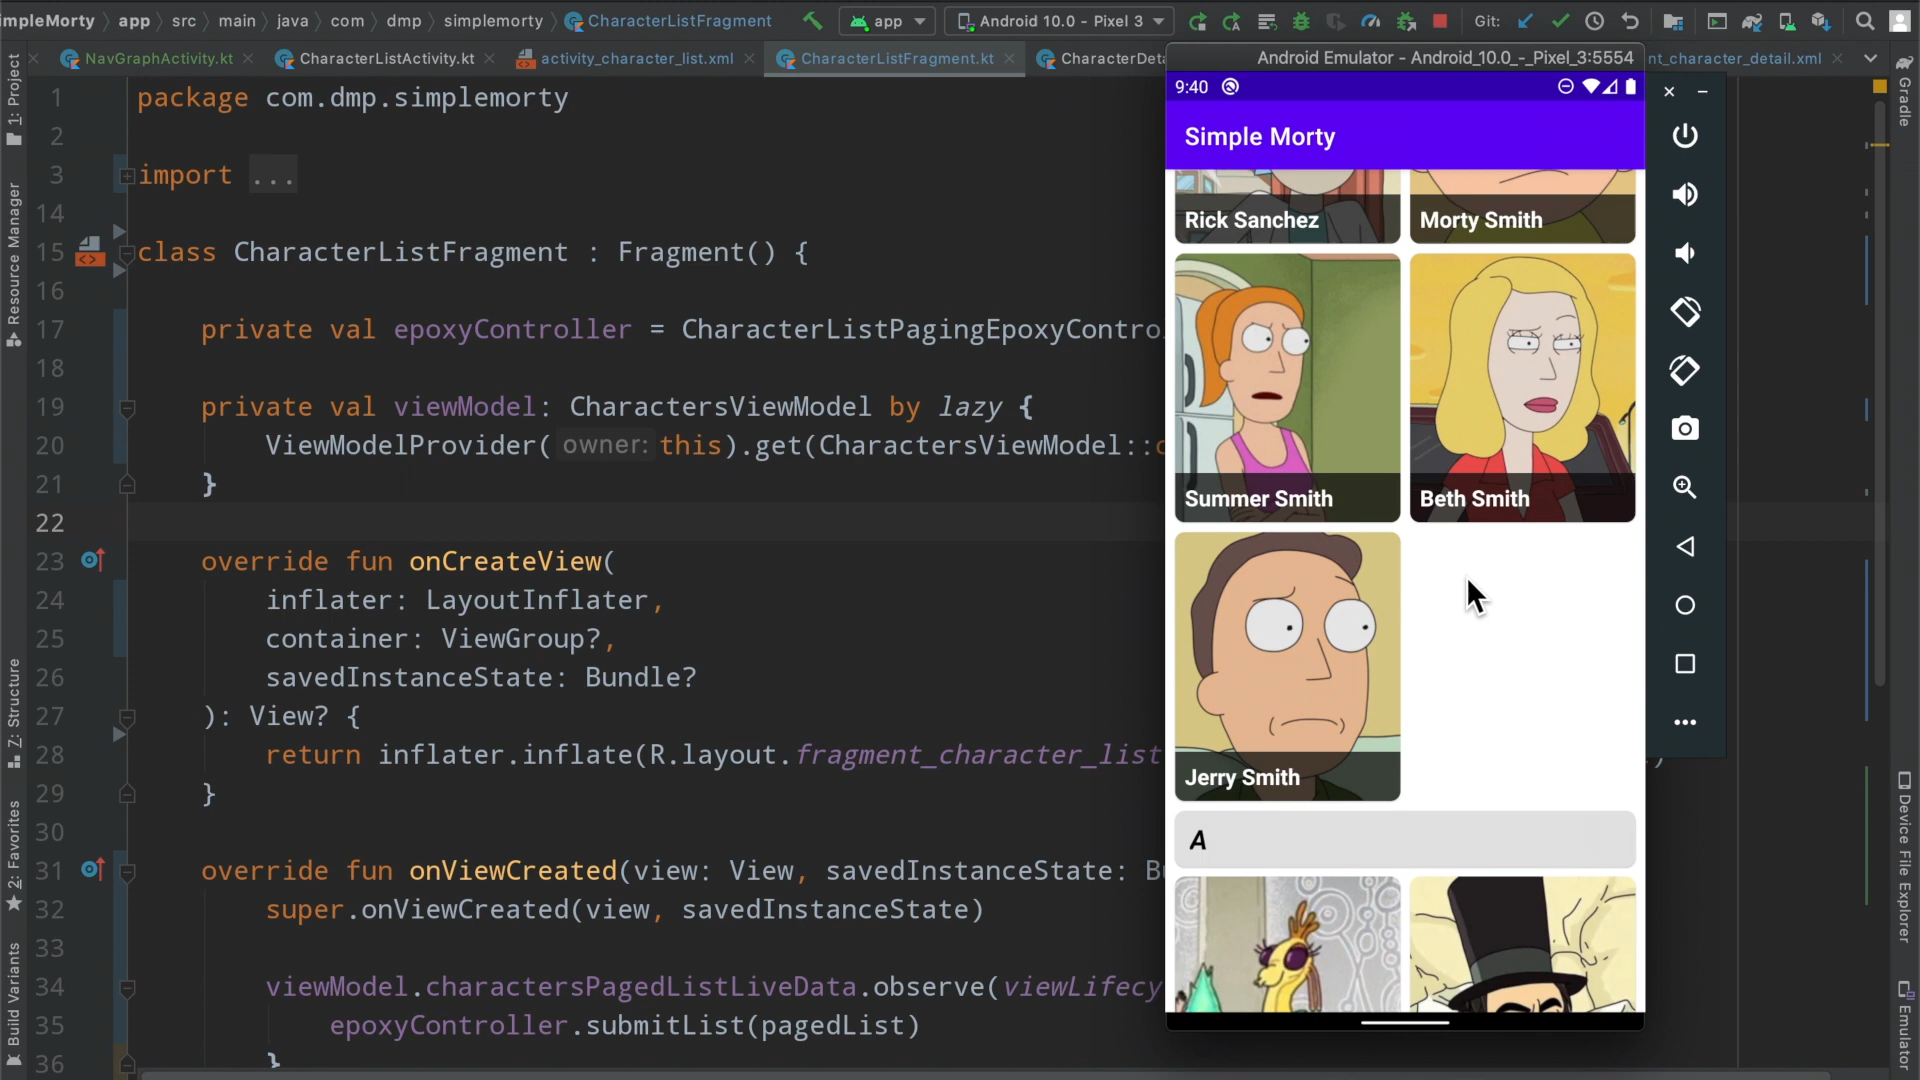 impleMorty app src main java com dmp simplemorty CharacterListFragment app Android 10.0 - Pixel 3 Git:
NavGraphActivity.kt CharacterListActivity.kt activity_character_list.xml CharacterListFragment.kt CharacterDeta nt_character_detail.xml
Android Emulator - Android_10.0_-_Pixel_3:5554
1: Project
Resource Manager
Z: Structure
2: Favorites
Build Variants
1 package com.dmp.simplemorty
2
3 import ...
14
15 class CharacterListFragment : Fragment() {
16
17 private val epoxyController = CharacterListPagingEpoxyContro
18
19 private val viewModel: CharactersViewModel by lazy {
20 ViewModelProvider( owner: this).get(CharactersViewModel::c
21 }
22
23 override fun onCreateView(
24 inflater: LayoutInflater,
25 container: ViewGroup?,
26 savedInstanceState: Bundle?
27 ): View? {
28 return inflater.inflate(R.layout.fragment_character_list )
29 }
30
31 override fun onViewCreated(view: View, savedInstanceState: Bu
32 super.onViewCreated(view, savedInstanceState)
33
34 viewModel.charactersPagedListLiveData.observe(viewLifecy
35 epoxyController.submitList(pagedList)
36 }
9:40
Simple Morty
Rick Sanchez
Morty Smith
Summer Smith
Beth Smith
Jerry Smith
A
Gradle
Device File Explorer
Emulator